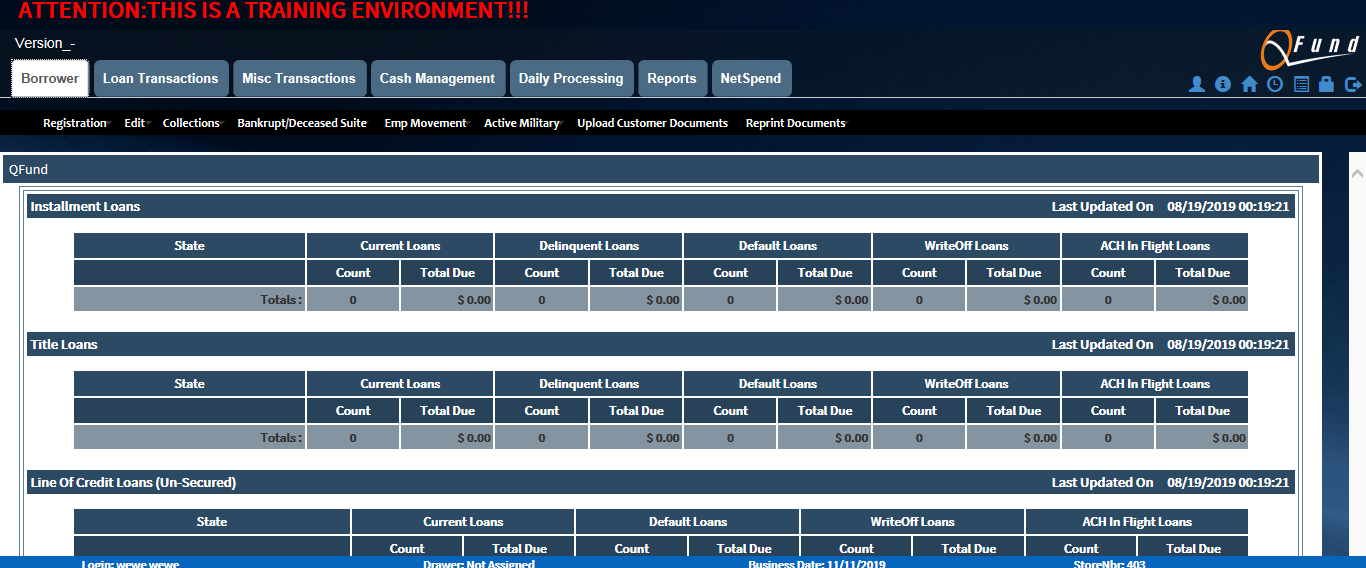 ATTENTION:THIS IS A TRAINING ENVIRONMENT!!!
Version_-
QFund
Borrower Loan Transactions Misc Transactions Cash Management Daily Processing Reports NetSpend
Registration Edit Collections Bankrupt/Deceased Suite Emp Movement Active Military Upload Customer Documents Reprint Documents
QFund
Installment Loans Last Updated On 08/19/2019 00:19:21
State Current Loans Delinquent Loans Default Loans WriteOff Loans ACH In Flight Loans
Count Total Due Count Total Due Count Total Due Count Total Due Count Total Due
Totals : 0 $ 0.00 0 $ 0.00 0 $ 0.00 0 $ 0.00 0 $ 0.00
Title Loans Last Updated On 08/19/2019 00:19:21
State Current Loans Delinquent Loans Default Loans WriteOff Loans ACH In Flight Loans
Count Total Due Count Total Due Count Total Due Count Total Due Count Total Due
Totals : 0 $ 0.00 0 $ 0.00 0 $ 0.00 0 $ 0.00 0 $ 0.00
Line Of Credit Loans (Un-Secured) Last Updated On 08/19/2019 00:19:21
State Current Loans Default Loans WriteOff Loans ACH In Flight Loans
Count Total Due Count Total Due Count Total Due Count Total Due
Login: wewe wewe Drawer: Not Assigned Business Date: 11/11/2019 StoreNbr: 403